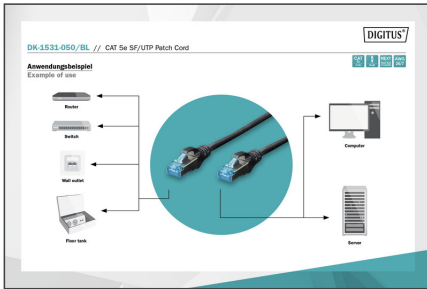 DIGITUS®
DK-1531-050/BL // CAT 5e SF/UTP Patch Cord
Anwendungsbeispiel
Example of use
Router
Switch
Wall outlet
Floor tank
Computer
Server